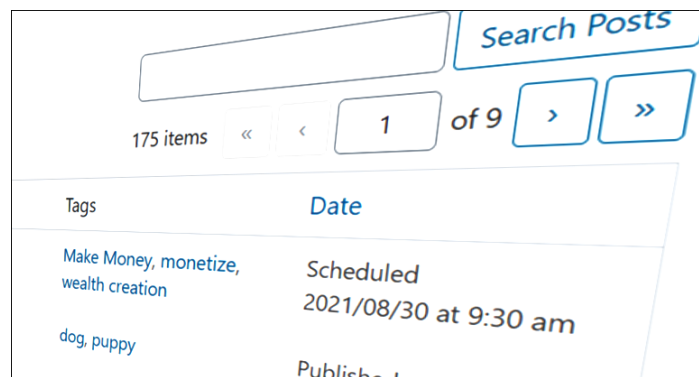 Search Posts
175 items « ‹ 1 of 9 › »
Tags Date
Make Money, monetize, Scheduled
wealth creation 2021/08/30 at 9:30 am
dog, puppy